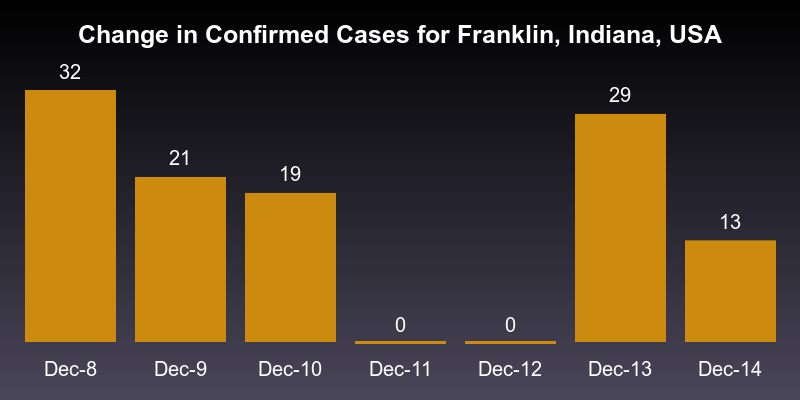 Change in Confirmed Cases for Franklin, Indiana, USA
32
21
19
0
0
29
13
Dec-8
Dec-9
Dec-10
Dec-11
Dec-12
Dec-13
Dec-14